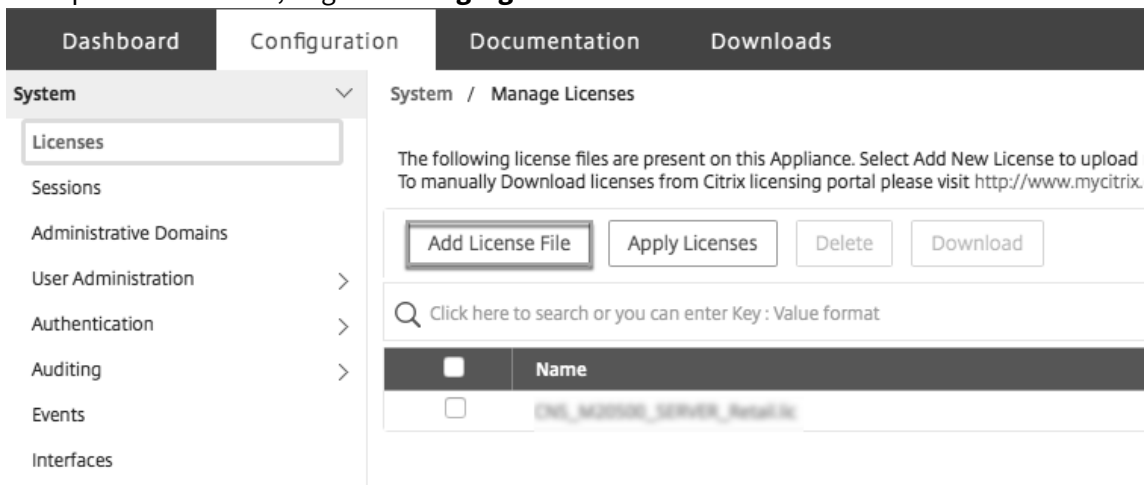 Dashboard Configuration Documentation Downloads
System
Licenses
Sessions
Administrative Domains
User Administration
Authentication
Auditing
Events
Interfaces
System / Manage Licenses
The following license files are present on this Appliance. Select Add New License to upload
To manually Download licenses from Citrix licensing portal please visit http://www.mycitrix.
Add License File Apply Licenses Delete Download
Click here to search or you can enter Key : Value format
Name